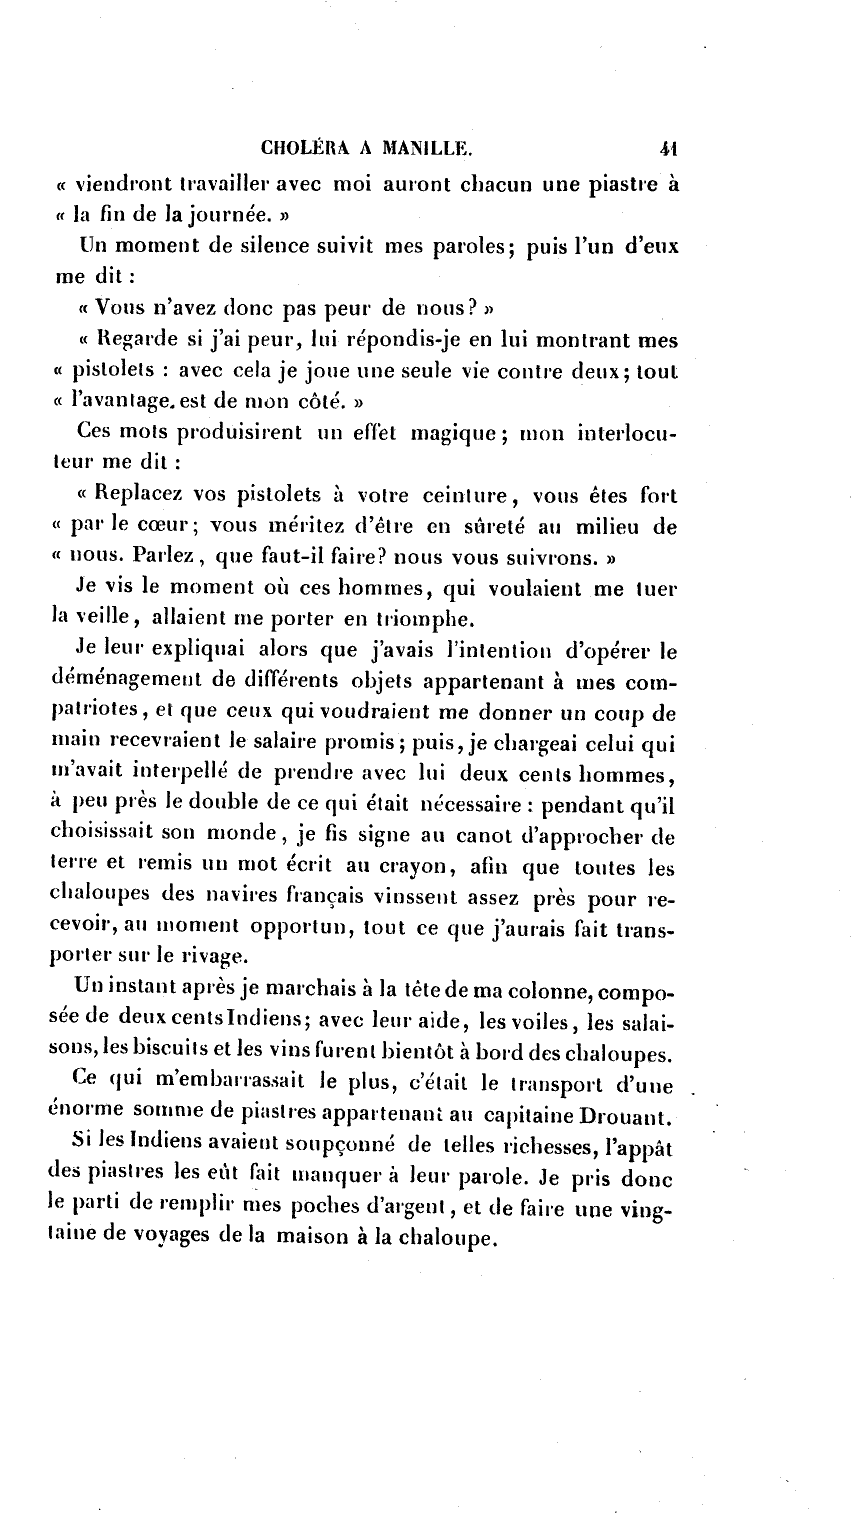 CHOLÉRA A MANILLE. 41
« viendront travailler avec moi auront chacun une piastre à
« la fin de la journée. »
Un moment de silence suivit mes paroles; puis l'un d'eux
me dit :
« Vous n'avez donc pas peur de nous? »
« Regarde si j'ai peur, lui répondis-je en lui montrant mes
« pistolets : avec cela je joue une seule vie contre deux; tout
« l'avantage est de mon côté. »
Ces mots produisirent un effet magique; mon interlocu-
teur me dit :
« Replacez vos pistolets à votre ceinture, vous êtes fort
« par le cœur; vous méritez d'être en sûreté au milieu de
« nous. Parlez, que faut-il faire? nous vous suivrons. »
Je vis le moment où ces hommes, qui voulaient me tuer
la veille, allaient me porter en triomphe.
Je leur expliquai alors que j'avais l'intention d'opérer le
déménagement de différents objets appartenant à mes com-
patriotes, et que ceux qui voudraient me donner un coup de
main recevraient le salaire promis; puis, je chargeai celui qui
m'avait interpellé de prendre avec lui deux cents hommes,
à peu près le double de ce qui était nécessaire : pendant qu'il
choisissait son monde, je fis signe au canot d'approcher de
terre et remis un mot écrit au crayon, afin que toutes les
chaloupes des navires français vinssent assez près pour re-
cevoir, au moment opportun, tout ce que j'aurais fait trans-
porter sur le rivage.
Un instant après je marchais à la tête de ma colonne, compo-
sée de deux cents Indiens; avec leur aide, les voiles, les salai-
sons, les biscuits et les vins furent bientôt à bord des chaloupes.
Ce qui m'embarrassait le plus, c'était le transport d'une
énorme somme de piastres appartenant au capitaine Drouant.
Si les Indiens avaient soupçonné de telles richesses, l'appât
des piastres les eût fait manquer à leur parole. Je pris donc
le parti de remplir mes poches d'argent, et de faire une ving-
taine de voyages de la maison à la chaloupe.